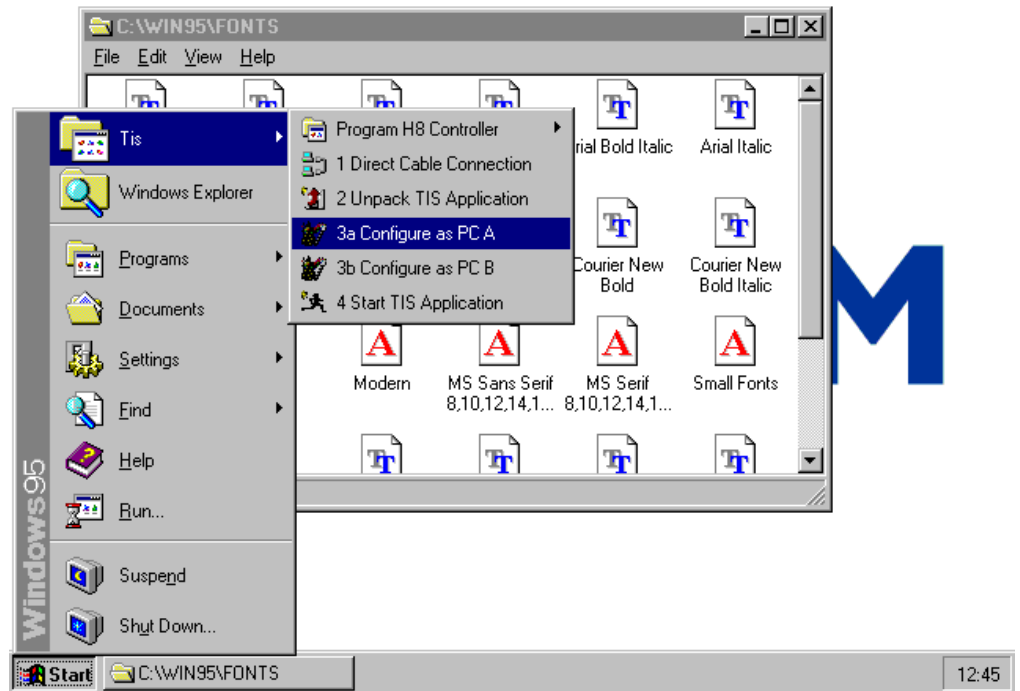 C:\WIN95\FONTS
File Edit View Help
Tis
Windows Explorer
Programs
Documents
Settings
Find
Help
Run...
Suspend
Shut Down...
Windows95
Program H8 Controller
1 Direct Cable Connection
2 Unpack TIS Application
3a Configure as PC A
3b Configure as PC B
4 Start TIS Application
rial Bold Italic
Arial Italic
Courier New
Bold
Courier New
Bold Italic
Modern
MS Sans Serif
8,10,12,14,1...
MS Serif
8,10,12,14,1...
Small Fonts
M
Start
C:\WIN95\FONTS
12:45